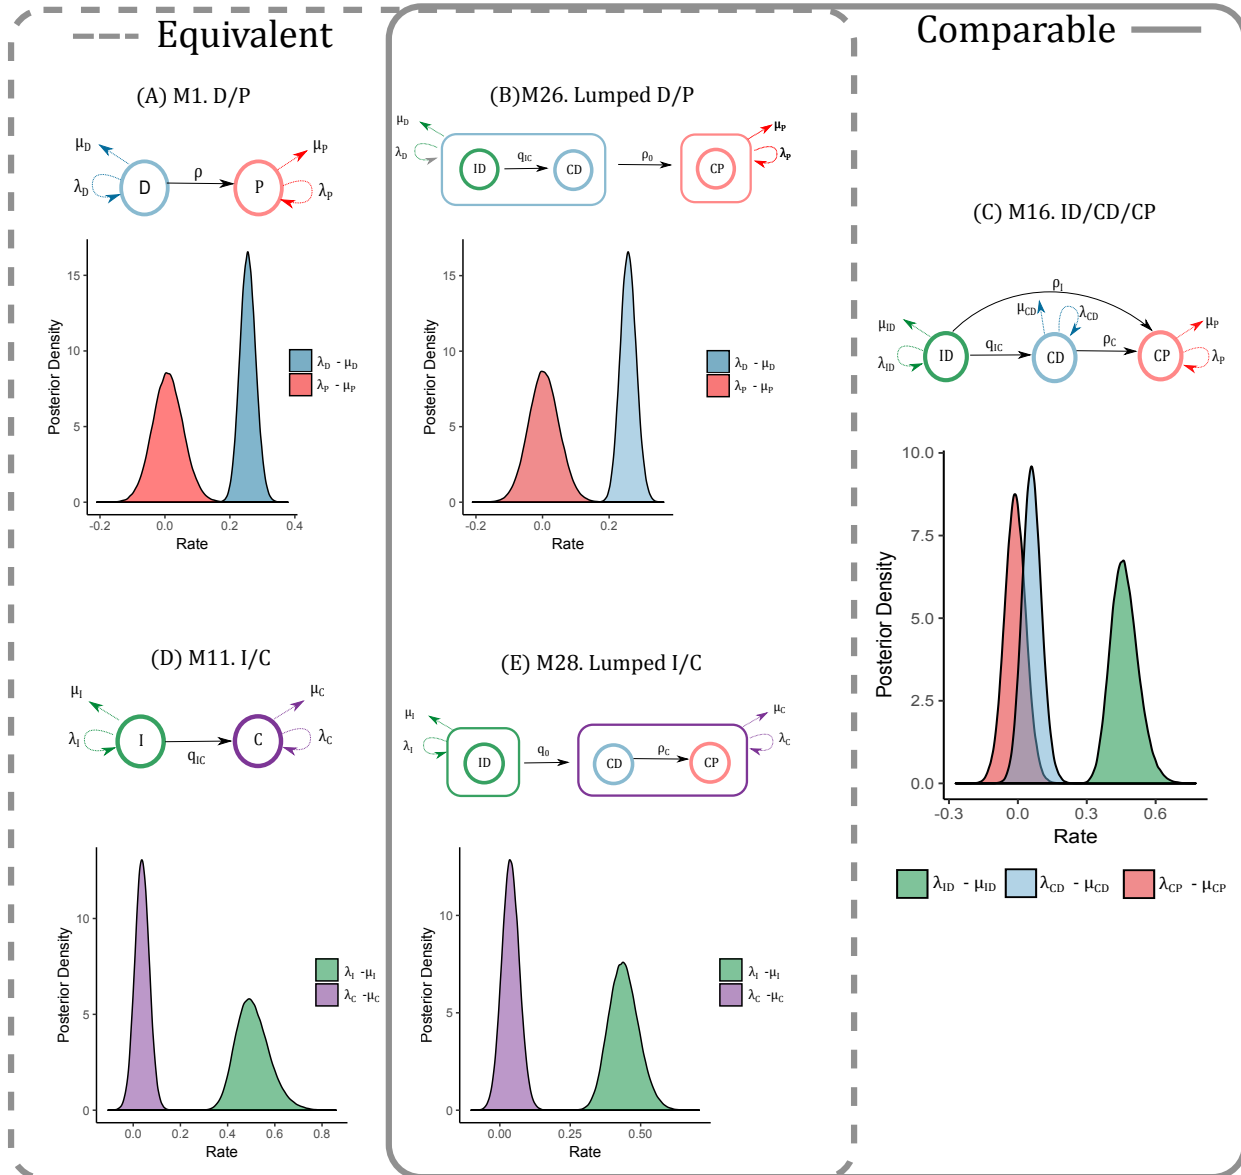 Equivalent
Comparable
(A) M1. D/P
μD
λD
D
ρ
P
μP
λP
Posterior Density
15
10
5
0
-0.2
0.0
0.2
0.4
Rate
λD - μD
λP - μP
(B)M26. Lumped D/P
μD
λD
ID
qIC
CD
ρ0
CP
μP
λP
Posterior Density
15
10
5
0
-0.2
0.0
0.2
Rate
λD - μD
λP - μP
(C) M16. ID/CD/CP
ρI
μID
λID
ID
qIC
μCD
λCD
CD
ρC
CP
μP
λP
Posterior Density
10.0
7.5
5.0
2.5
0.0
-0.3
0.0
0.3
0.6
Rate
λID - μID
λCD - μCD
λCP - μCP
(D) M11. I/C
μI
λI
I
qIC
C
μC
λC
Posterior Density
10
5
0
0.0
0.2
0.4
0.6
0.8
Rate
λI -μI
λC -μC
(E) M28. Lumped I/C
μI
λI
ID
q0
CD
ρC
CP
μC
λC
Posterior Density
10
5
0
0.00
0.25
0.50
Rate
λI -μI
λC -μC